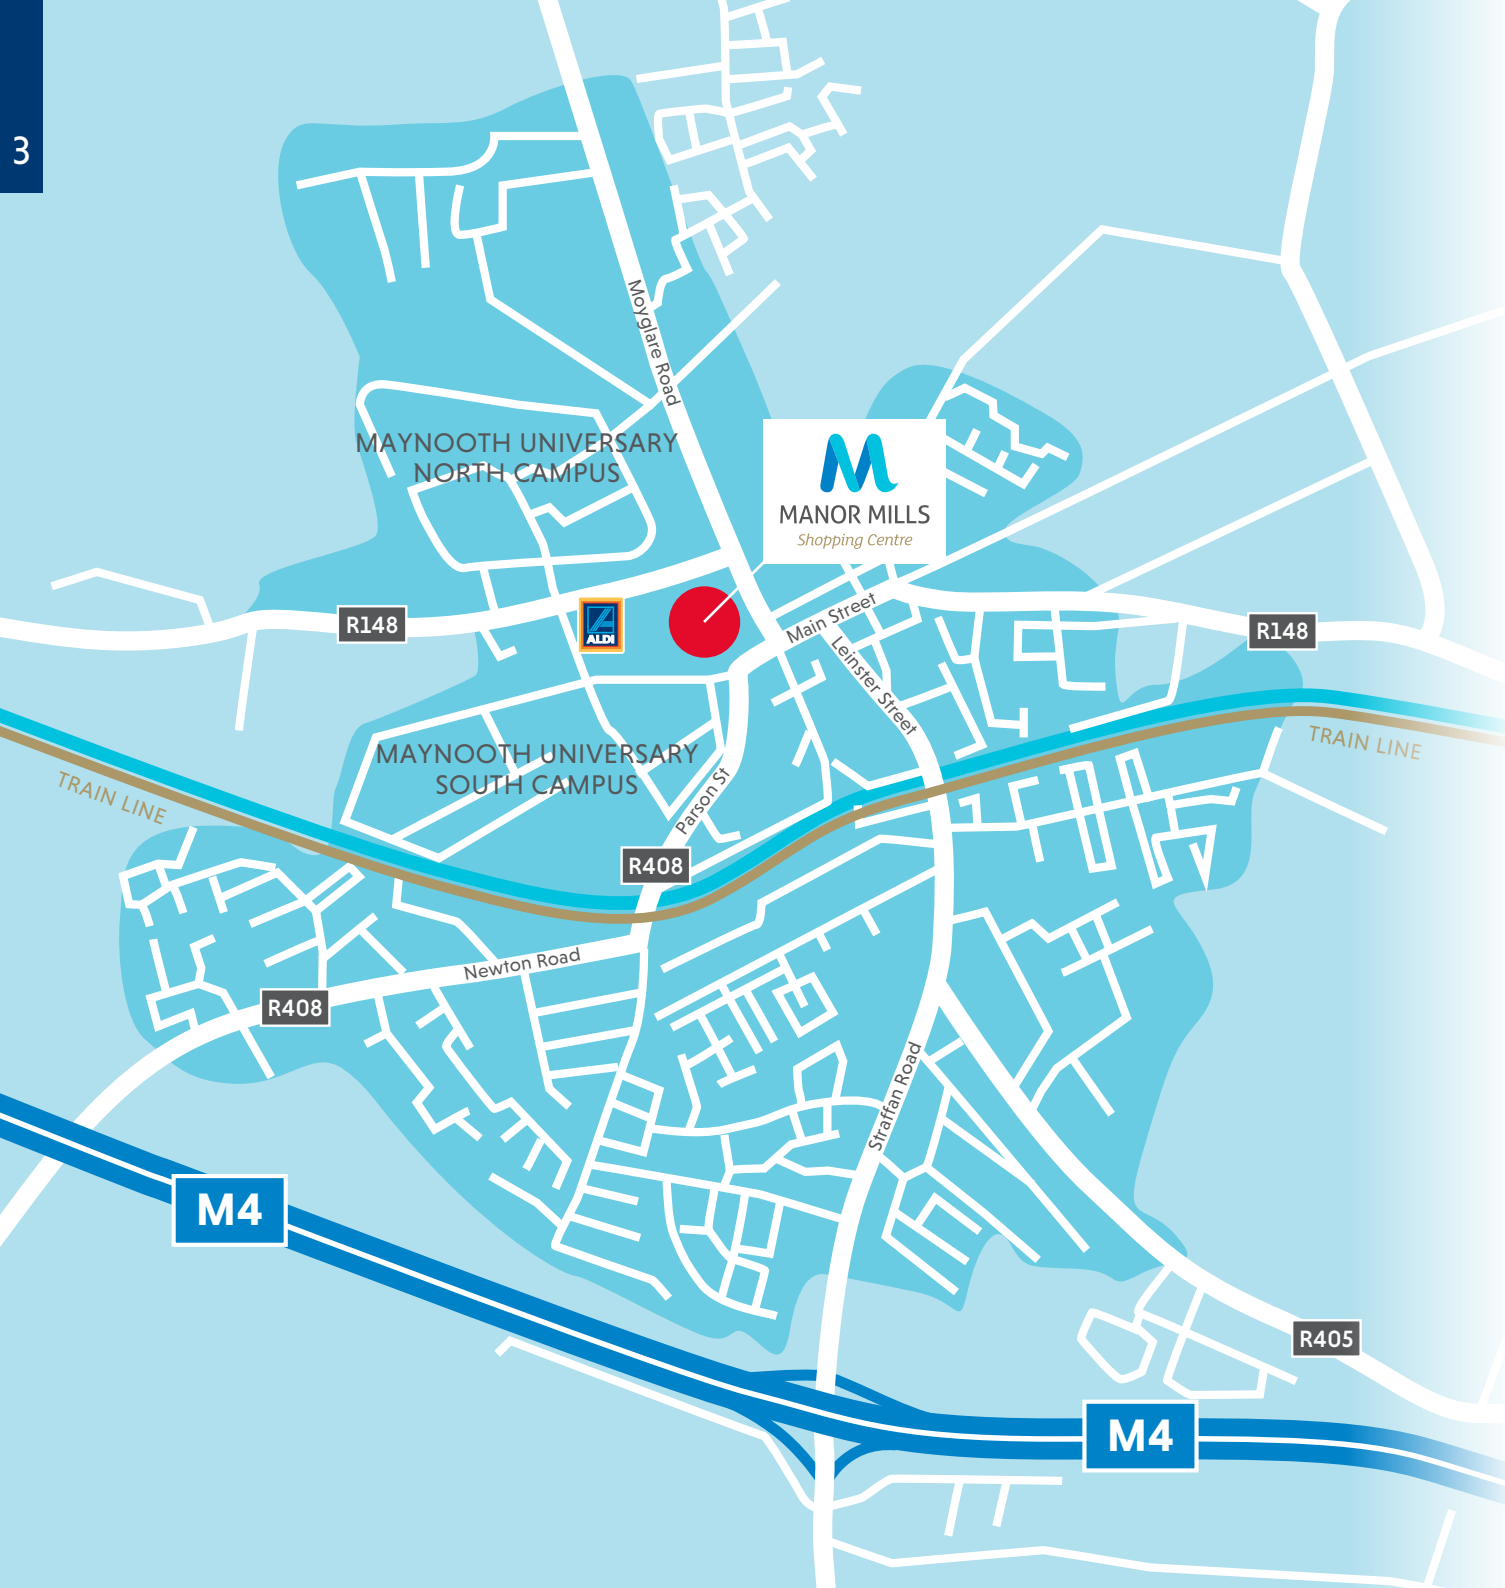 3
Moyglare Road
MAYNOOTH UNIVERSARY
NORTH CAMPUS
MANOR MILLS
Shopping Centre
R148
ALDI
Main Street
R148
Leinster Street
TRAIN LINE
MAYNOOTH UNIVERSARY
SOUTH CAMPUS
TRAIN LINE
Parson St
R408
Newton Road
R408
Straffan Road
M4
R405
M4